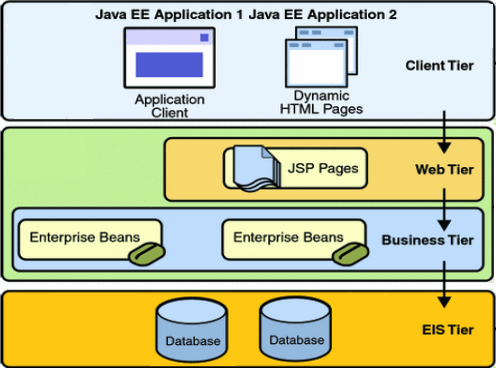 Java EE Application 1 Java EE Application 2
Client Tier
Application
Client
Dynamic
HTML Pages
JSP Pages
Web Tier
Enterprise Beans
Enterprise Beans
Business Tier
Database
Database
EIS Tier